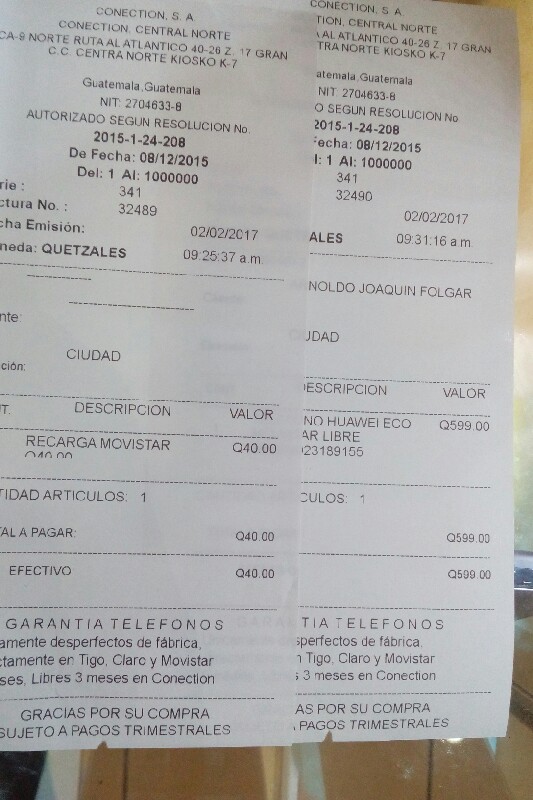 CONECTION, S. A.
CONECTION, CENTRAL NORTE
CA-9 NORTE RUTA AL ATLANTICO 40-26 Z. 17 GRAN
C.C. CENTRA NORTE KIOSKO K-7
Guatemala,Guatemala
NIT: 2704633-8
AUTORIZADO SEGUN RESOLUCION No.
2015-1-24-208
De Fecha: 08/12/2015
Del: 1 Al: 1000000
rie : 341
ctura No. : 32489
cha Emisión: 02/02/2017
neda: QUETZALES 09:25:37 a.m.
nte:
CIUDAD
ción:
T. DESCRIPCION VALOR
RECARGA MOVISTAR Q40.00
Q40.00
TIDAD ARTICULOS: 1
TAL A PAGAR: Q40.00
EFECTIVO Q40.00
GARANTIA TELEFONOS
amente desperfectos de fábrica,
ctamente en Tigo, Claro y Movistar
ses, Libres 3 meses en Conection
GRACIAS POR SU COMPRA
SUJETO A PAGOS TRIMESTRALES
CONECTION, S. A.
TION, CENTRAL NORTE
A AL ATLANTICO 40-26 Z. 17 GRAN
TRA NORTE KIOSKO K-7
atemala,Guatemala
NIT: 2704633-8
O SEGUN RESOLUCION No.
2015-1-24-208
Fecha: 08/12/2015
l: 1 Al: 1000000
341
32490
02/02/2017
ALES 09:31:16 a.m.
NOLDO JOAQUIN FOLGAR
UDAD
ESCRIPCION VALOR
NO HUAWEI ECO Q599.00
AR LIBRE
023189155
CULOS: 1
Q599.00
Q599.00
TIA TELEFONOS
sperfectos de fábrica,
n Tigo, Claro y Movistar
s 3 meses en Conection
AS POR SU COMPRA
A PAGOS TRIMESTRALES